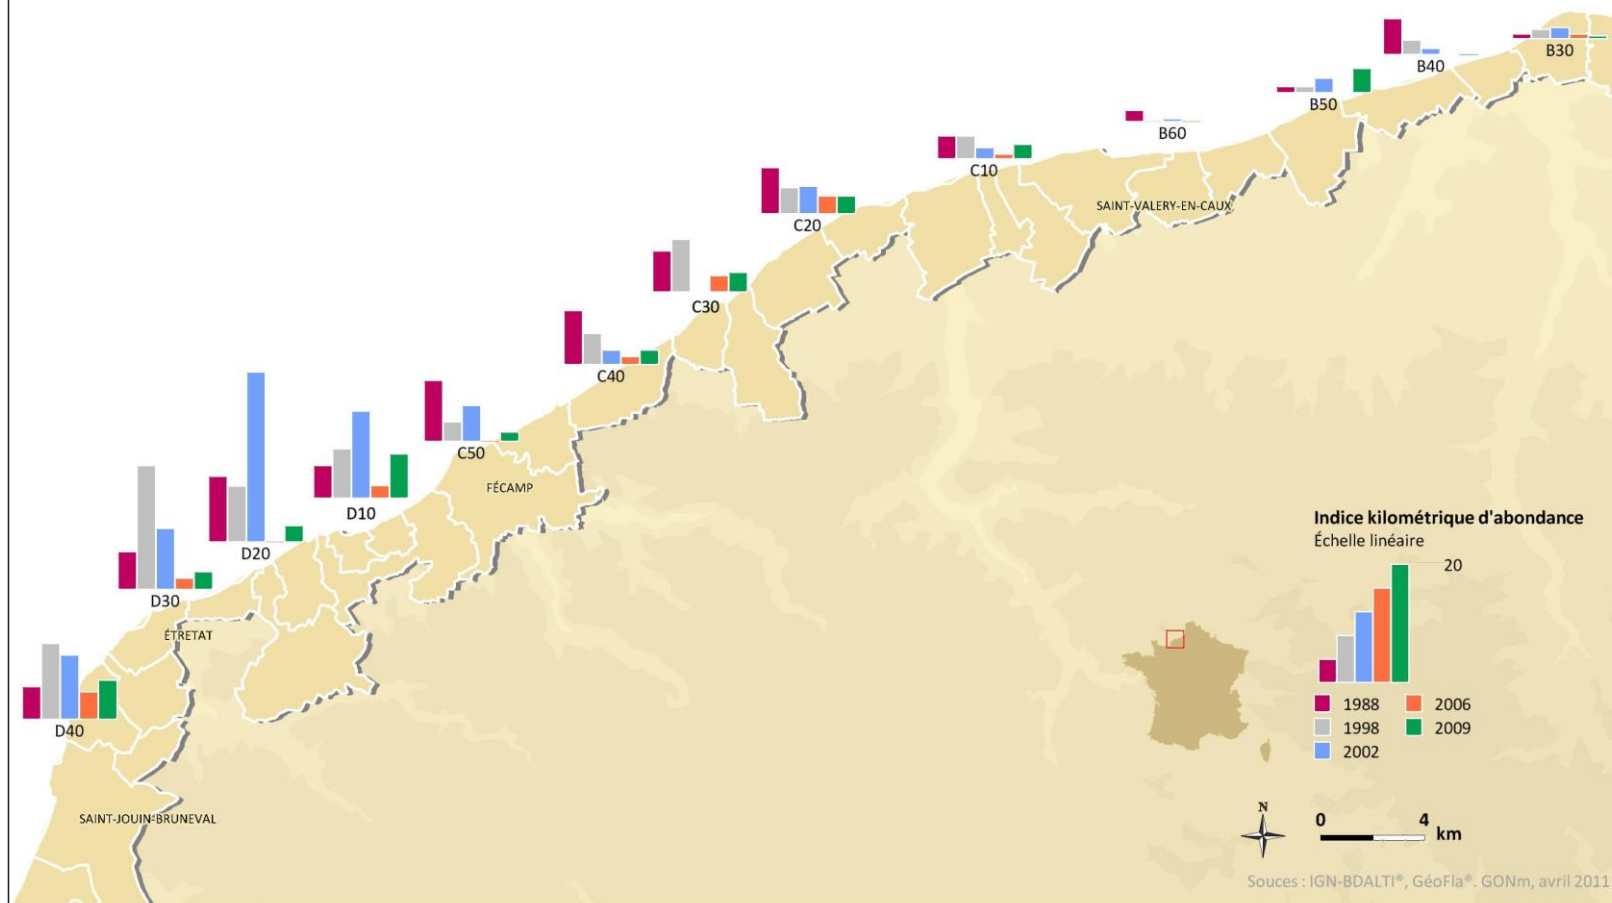 B30
B40
B50
B60
C10
C20
SAINT-VALERY-EN-CAUX
C30
C40
C50
FÉCAMP
D10
D20
D30
ÉTRETAT
D40
SAINT-JOUIN-BRUNEVAL
Indice kilométrique d'abondance
Échelle linéaire
20
1988
2006
1998
2009
2002
N
0 4
km
Souces : IGN-BDALTI®, GéoFla®. GONm, avril 2011